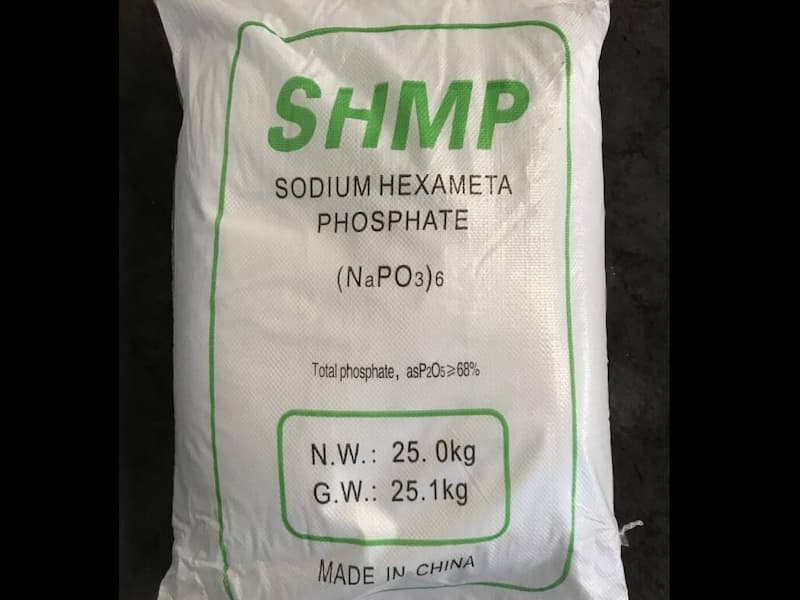 SHMP
SODIUM HEXAMETA
PHOSPHATE
(NaPO3)6
Total phosphate, asP2O5≥68%
N.W.: 25.0kg
G.W.: 25.1kg
MADE IN CHINA